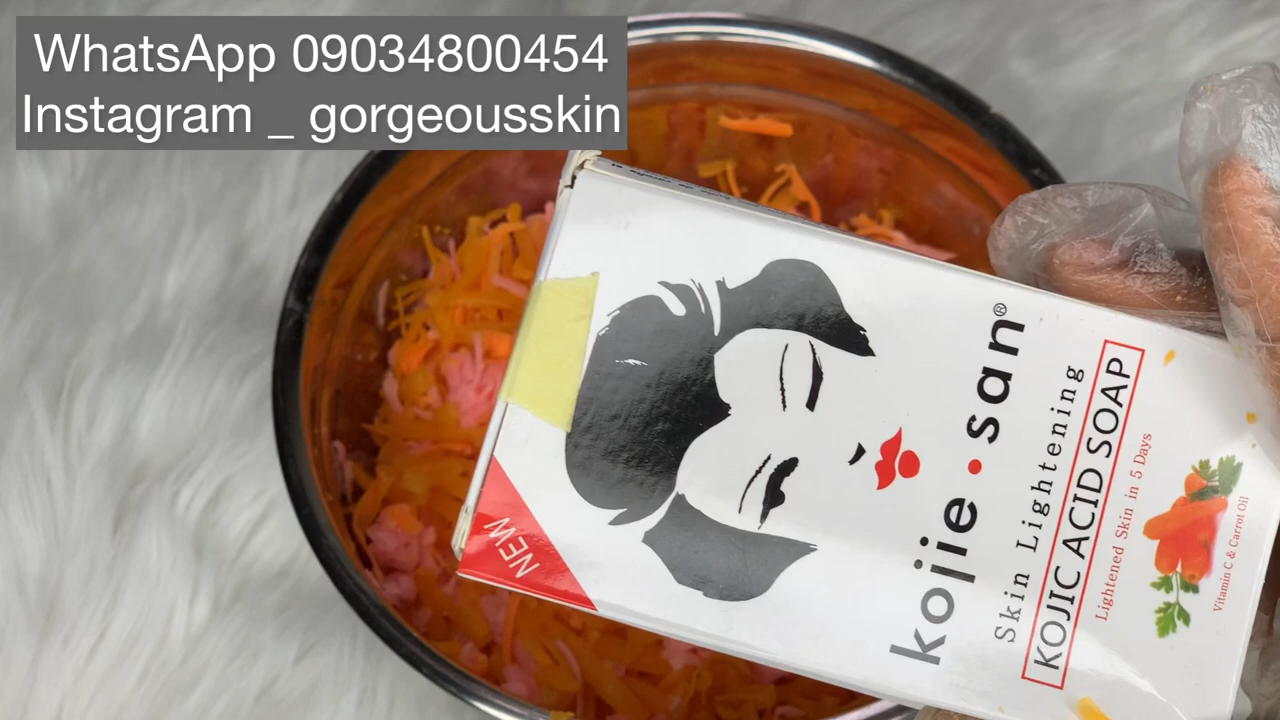 WhatsApp 09034800454
Instagram _ gorgeousskin
kojie•san®
Skin Lightening
KOJIC ACID SOAP
Lightened Skin in 5 Days
Vitamin C & Carrot Oil
NEW